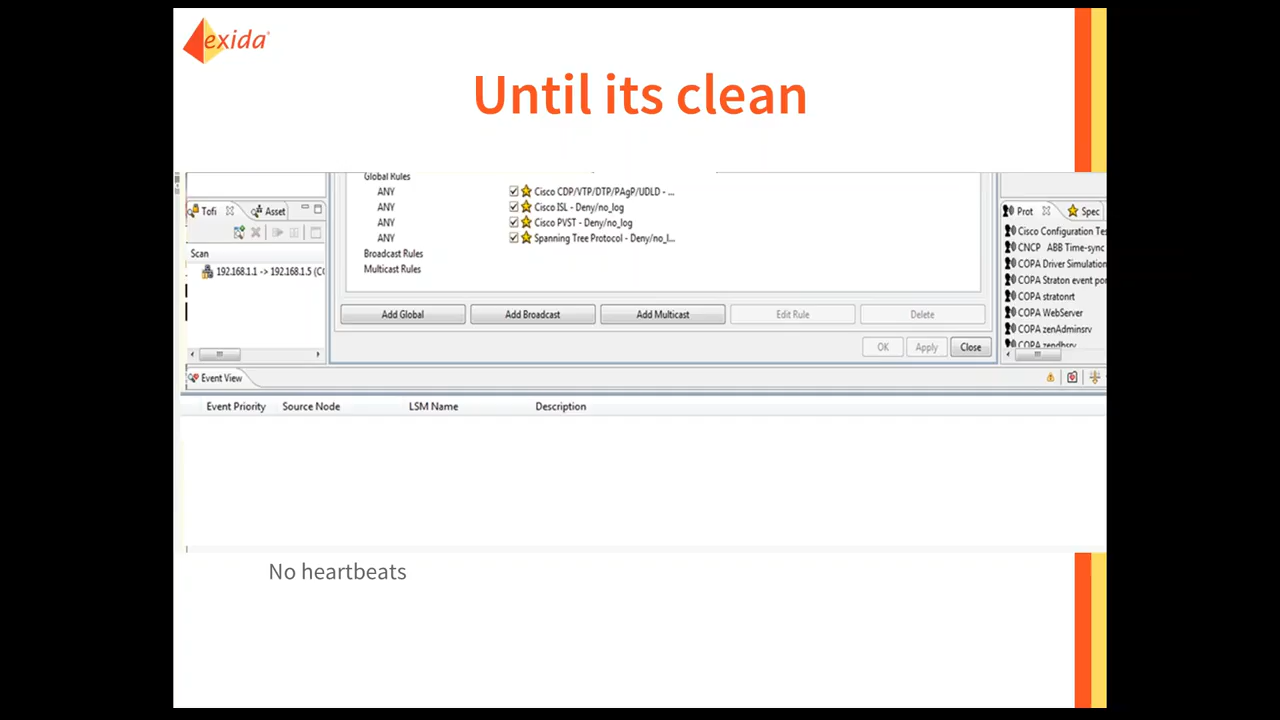 exida
Until its clean
Global Rules
ANY Cisco CDP/VTP/DTP/PAgP/UDLD - ...
ANY Cisco ISL - Deny/no_log
ANY Cisco PVST - Deny/no_log
ANY Spanning Tree Protocol - Deny/no_l...
Broadcast Rules
Multicast Rules
Add Global Add Broadcast Add Multicast Edit Rule Delete
OK Apply Close
Tofi Asset
Scan
192.168.1.1 -> 192.168.1.5 (C
Prot Spec
Cisco Configuration Te
CNCP ABB Time-sync
COPA Driver Simulation
COPA Straton event po
COPA stratonrt
COPA WebServer
COPA zenAdminsrv
COPA zendbsrv
Event View
Event Priority Source Node LSM Name Description
No heartbeats